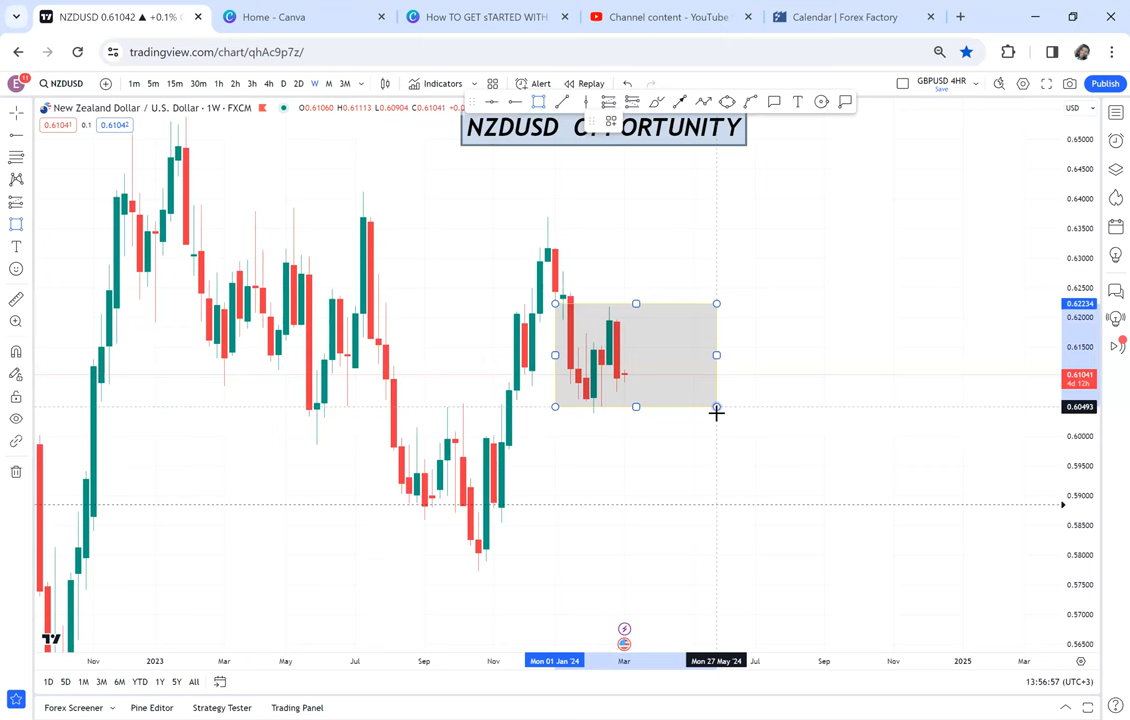 NZDUSD 0.61042 ▲ +0.1% G
Home - Canva
How TO GET sTARTED WITH
Channel content - YouTube
Calendar | Forex Factory
tradingview.com/chart/qhAc9p7z/
E
11
NZDUSD
1m 5m 15m 30m 1h 2h 3h 4h D 2D W M 3M
Indicators
Alert
Replay
GBPUSD 4HR
Save
Publish
New Zealand Dollar / U.S. Dollar · 1W · FXCM
O0.61060 H0.61113 L0.60904 C0.61041
0.61041 0.1 0.61042
NZDUSD OPPORTUNITY
USD
0.65000
0.64500
0.64000
0.63500
0.63000
0.62500
0.62234
0.62000
0.61500
0.61041
4d 12h
0.60493
0.60000
0.59500
0.59000
0.58500
0.58000
0.57500
0.57000
0.56500
Nov 2023 Mar May Jul Sep Nov Mon 01 Jan '24 Mar Mon 27 May '24 Jul Sep Nov 2025 Mar
1D 5D 1M 3M 6M YTD 1Y 5Y All
13:56:57 (UTC+3)
Forex Screener Pine Editor Strategy Tester Trading Panel